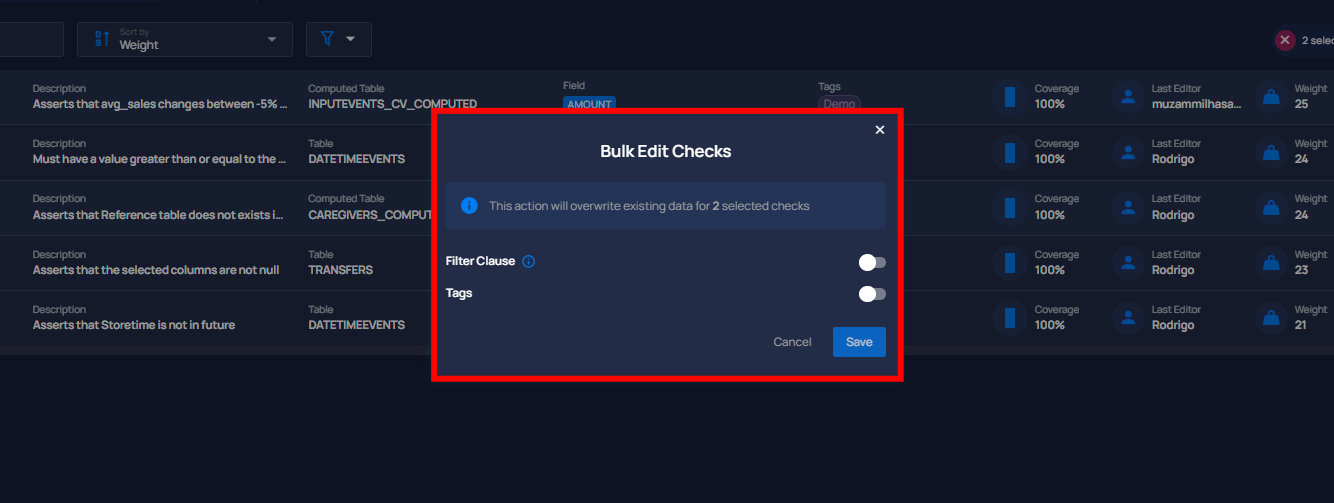 Sort by
Weight
2 selec
Description
Computed Table
Field
Tags
Coverage
Last Editor
Weight
Asserts that avg_sales changes between -5% ...
INPUTEVENTS_CV_COMPUTED
AMOUNT
Demo
100%
muzammilhasa...
25
Description
Table
Coverage
Last Editor
Weight
Must have a value greater than or equal to the ...
DATETIMEEVENTS
100%
Rodrigo
24
Description
Computed Table
Coverage
Last Editor
Weight
Asserts that Reference table does not exists i...
CAREGIVERS_COMPUT
100%
Rodrigo
24
Description
Table
Coverage
Last Editor
Weight
Asserts that the selected columns are not null
TRANSFERS
100%
Rodrigo
23
Description
Table
Coverage
Last Editor
Weight
Asserts that Storetime is not in future
DATETIMEEVENTS
100%
Rodrigo
21
Bulk Edit Checks
This action will overwrite existing data for 2 selected checks
Filter Clause
Tags
Cancel
Save